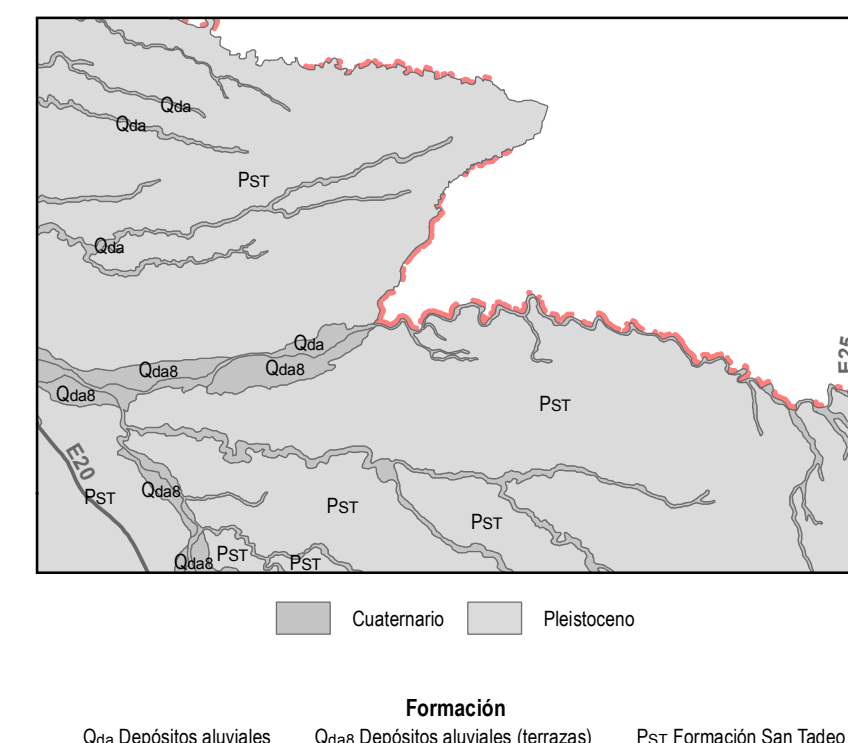 Qda
Qda
PST
Qda
Qda
Qda8
Qda8
Qda8
E25
PST
E20
PST
Qda8
PST
PST
Qda8
PST
PST
Cuaternario Pleistoceno
Formación
Qda Depósitos aluviales Qda8 Depósitos aluviales (terrazas) PST Formación San Tadeo